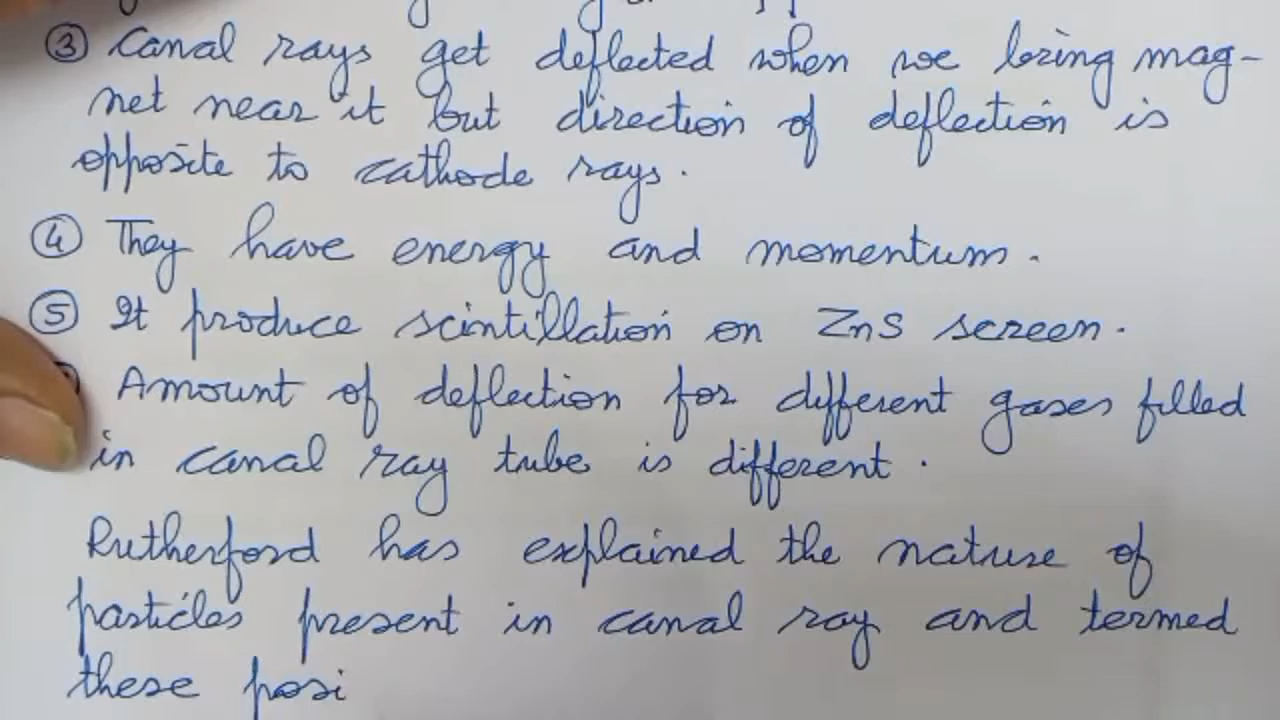 ③ Canal rays get deflected when we bring mag-
net near it but direction of deflection is
opposite to cathode rays.
④ They have energy and momentum.
⑤ It produce scintillation on ZnS screen.
Amount of deflection for different gases filled
in canal ray tube is different.
Rutherford has explained the nature of
particles present in canal ray and termed
these posi